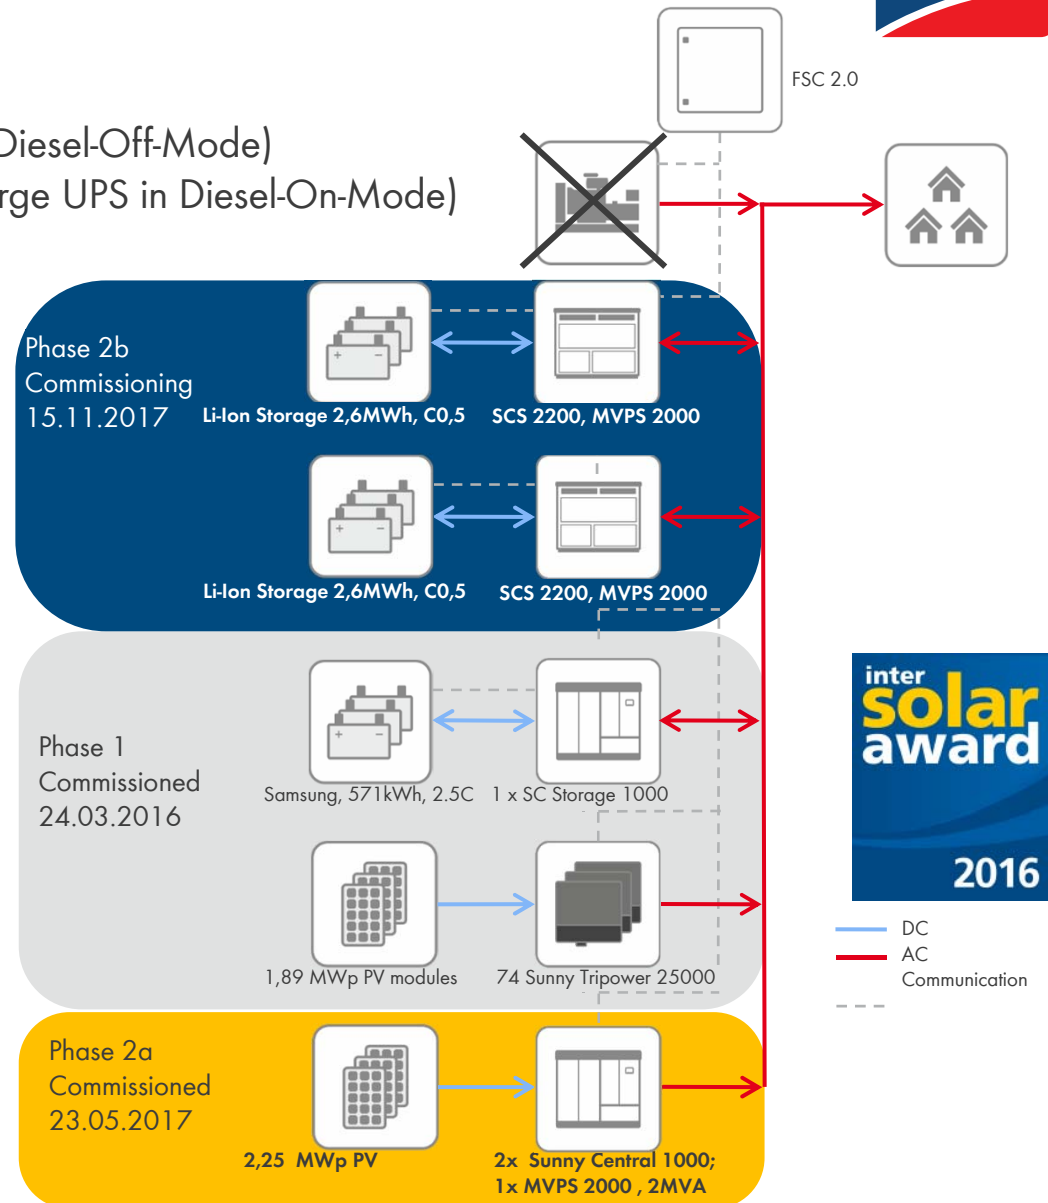 FSC 2.0
Diesel-Off-Mode)
rge UPS in Diesel-On-Mode)
Phase 2b
Commissioning
15.11.2017
Li-Ion Storage 2,6MWh, C0,5
SCS 2200, MVPS 2000
Li-Ion Storage 2,6MWh, C0,5
SCS 2200, MVPS 2000
Phase 1
Commissioned
24.03.2016
Samsung, 571kWh, 2.5C
1 x SC Storage 1000
1,89 MWp PV modules
74 Sunny Tripower 25000
Phase 2a
Commissioned
23.05.2017
2,25 MWp PV
2x Sunny Central 1000;
1x MVPS 2000 , 2MVA
inter
solar
award
2016
DC
AC
Communication